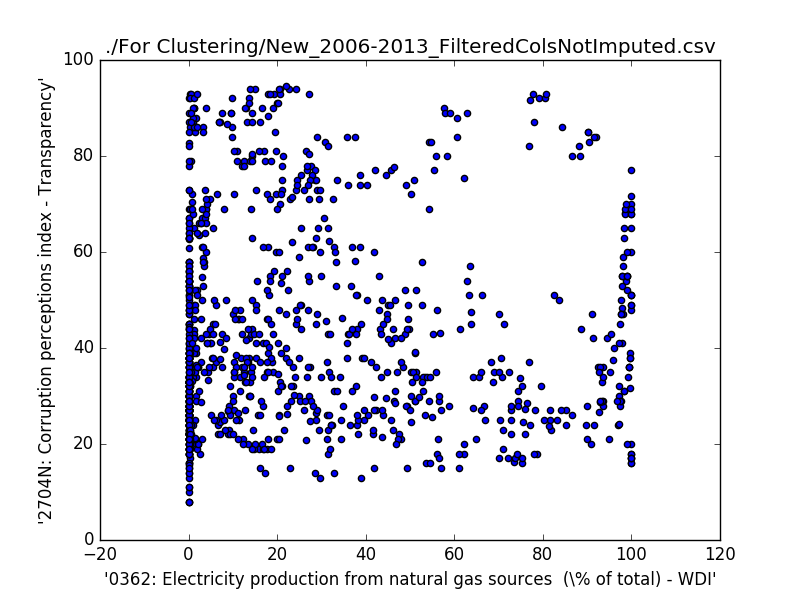 ./For Clustering/New_2006-2013_FilteredColsNotImputed.csv
'2704N: Corruption perceptions index - Transparency'
100
80
60
40
20
0
−20 0 20 40 60 80 100 120
'0362: Electricity production from natural gas sources  (\% of total) - WDI'